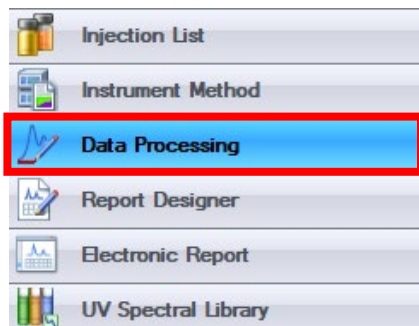 Injection List
Instrument Method
Data Processing
Report Designer
Electronic Report
UV Spectral Library